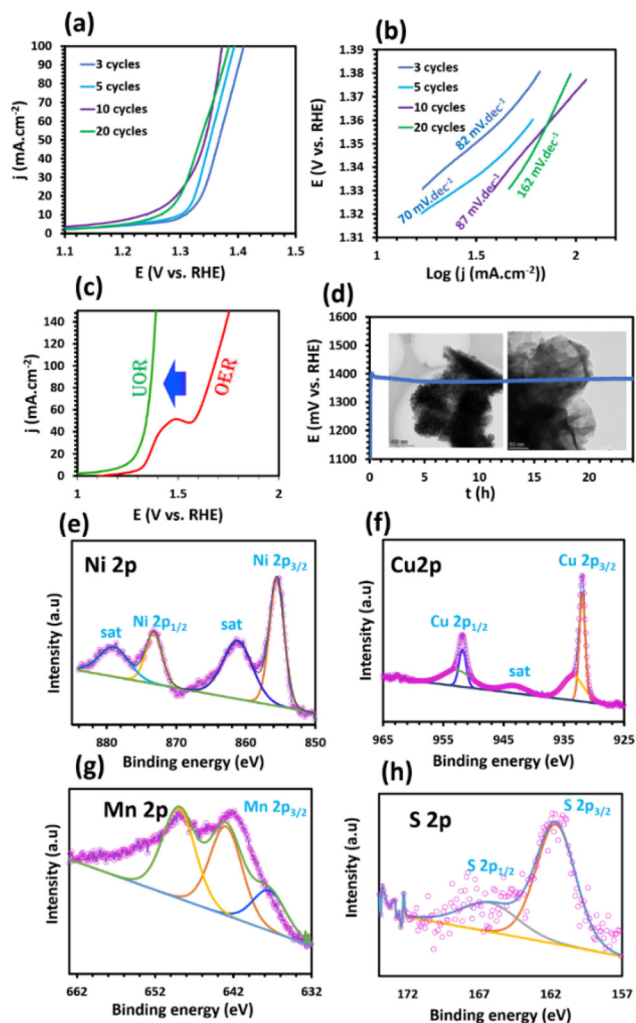 (a)
100
90
80
70
60
50
40
30
20
10
0
j (mA.cm⁻²)
3 cycles
5 cycles
10 cycles
20 cycles
1.1 1.2 1.3 1.4 1.5
E (V vs. RHE)
(b)
1.39
1.38
1.37
1.36
1.35
1.34
1.33
1.32
1.31
E (V vs. RHE)
3 cycles
5 cycles
10 cycles
20 cycles
82 mV.dec⁻¹
70 mV.dec⁻¹
87 mV.dec⁻¹
162 mV.dec⁻¹
1 1.5 2
Log (j (mA.cm⁻²))
(c)
140
120
100
80
60
40
20
0
j (mA.cm⁻²)
UOR
OER
1 1.5 2
E (V vs. RHE)
(d)
1600
1500
1400
1300
1200
1100
E (mV vs. RHE)
0 5 10 15 20
t (h)
(e)
Ni 2p
Ni 2p3/2
Ni 2p1/2
sat
sat
Intensity (a.u)
880 870 860 850
Binding energy (eV)
(f)
Cu2p
Cu 2p3/2
Cu 2p1/2
sat
Intensity (a.u)
965 955 945 935 925
Binding energy (eV)
(g)
Mn 2p
Mn 2p3/2
Intensity (a.u)
662 652 642 632
Binding energy (eV)
(h)
S 2p
S 2p3/2
S 2p1/2
Intensity (a.u)
172 167 162 157
Binding energy (eV)